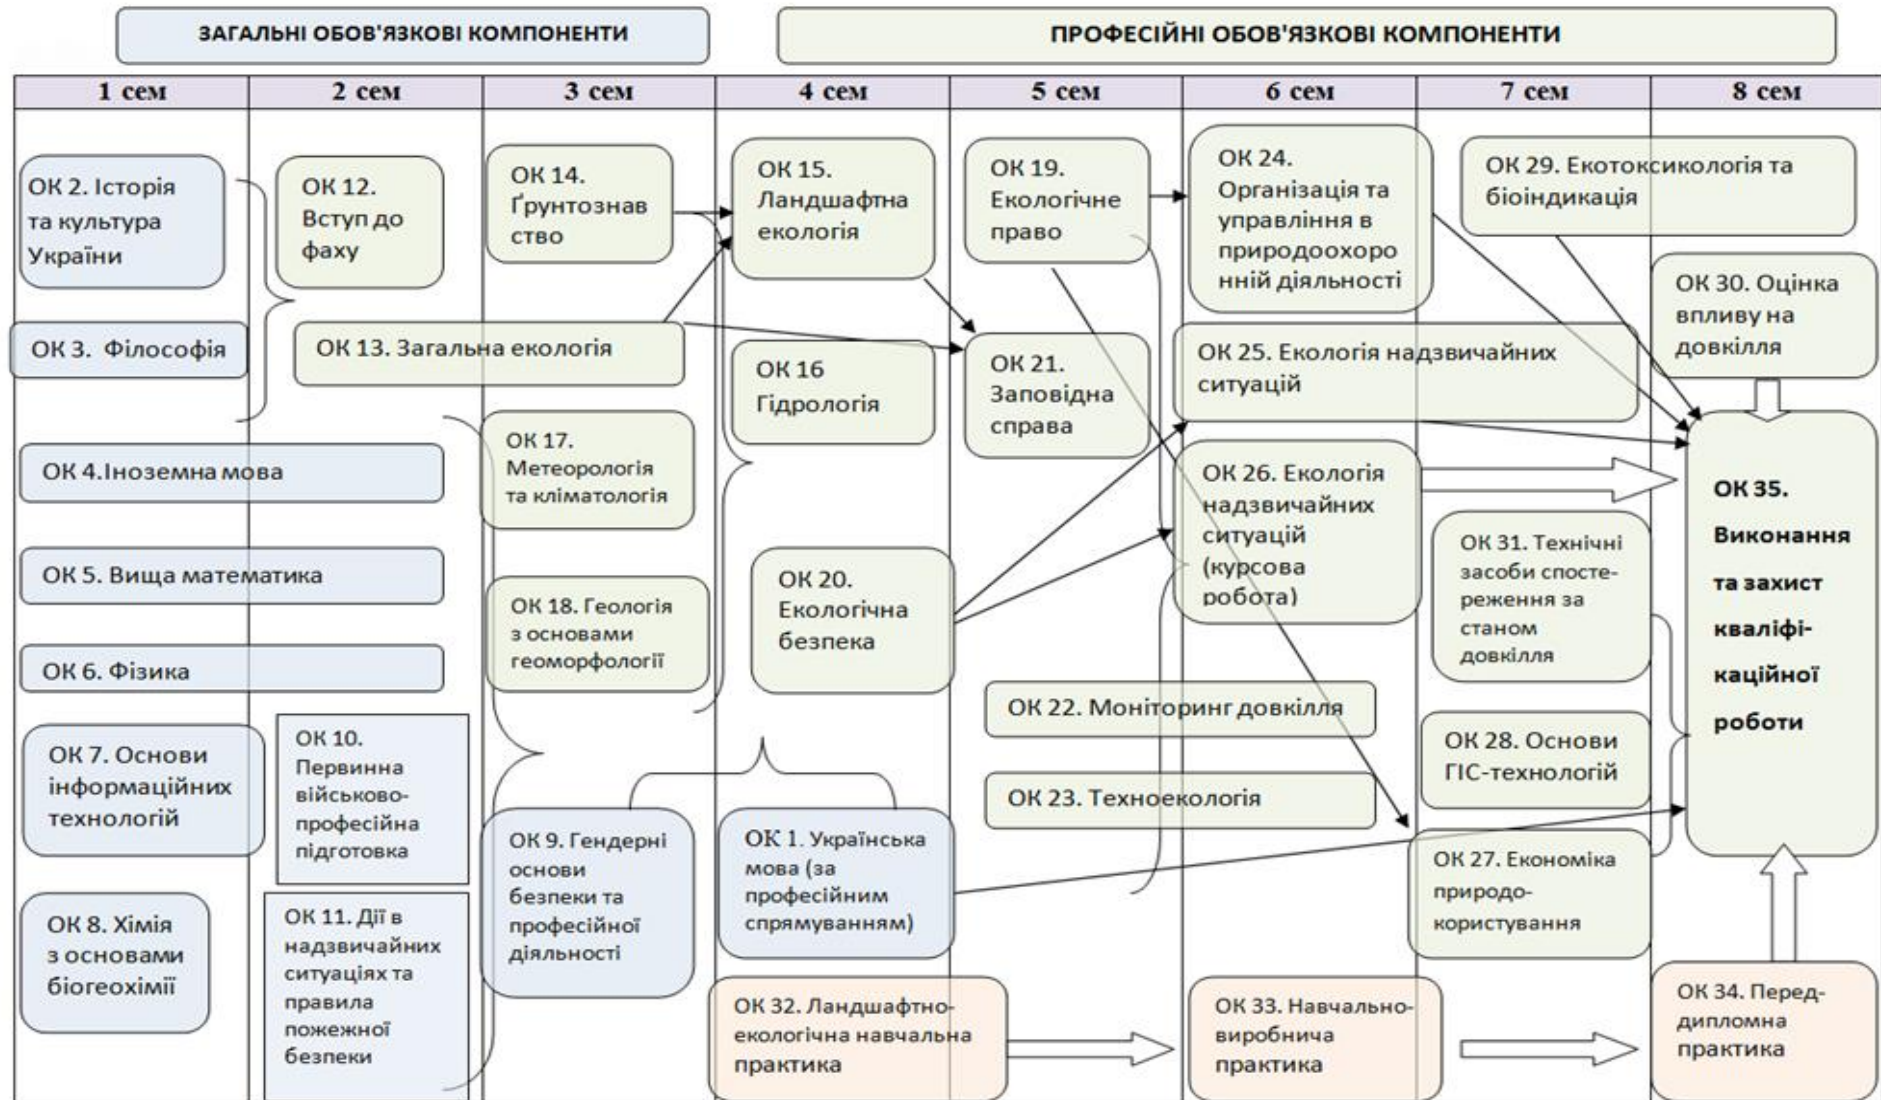 ЗАГАЛЬНІ ОБОВ'ЯЗКОВІ КОМПОНЕНТИ
ПРОФЕСІЙНІ ОБОВ'ЯЗКОВІ КОМПОНЕНТИ
1 сем
2 сем
3 сем
4 сем
5 сем
6 сем
7 сем
8 сем
ОК 2. Історія
та культура
України
ОК 3. Філософія
ОК 4.Іноземна мова
ОК 5. Вища математика
ОК 6. Фізика
ОК 7. Основи
інформаційних
технологій
ОК 8. Хімія
з основами
біогеохімії
ОК 12.
Вступ до
фаху
ОК 13. Загальна екологія
ОК 10.
Первинна
військово-
професійна
підготовка
ОК 11. Дії в
надзвичайних
ситуаціях та
правила
пожежної
безпеки
ОК 14.
Ґрунтознав
ство
ОК 17.
Метеорологія
та кліматологія
ОК 18. Геологія
з основами
геоморфології
ОК 9. Гендерні
основи
безпеки та
професійної
діяльності
ОК 15.
Ландшафтна
екологія
ОК 16
Гідрологія
ОК 20.
Екологічна
безпека
ОК 1. Українська
мова (за
професійним
спрямуванням)
ОК 32. Ландшафтно-
екологічна навчальна
практика
ОК 19.
Екологічне
право
ОК 21.
Заповідна
справа
ОК 22. Моніторинг довкілля
ОК 23. Техноекологія
ОК 24.
Організація та
управління в
природоохоро
нній діяльності
ОК 25. Екологія надзвичайних
ситуацій
ОК 26. Екологія
надзвичайних
ситуацій
(курсова
робота)
ОК 33. Навчально-
виробнича
практика
ОК 29. Екотоксикологія та
біоіндикація
ОК 31. Технічні
засоби спосте-
реження за
станом
довкілля
ОК 28. Основи
ГІС-технологій
ОК 27. Економіка
природо-
користування
ОК 30. Оцінка
впливу на
довкілля
ОК 35.
Виконання
та захист
кваліфі-
каційної
роботи
ОК 34. Перед-
дипломна
практика